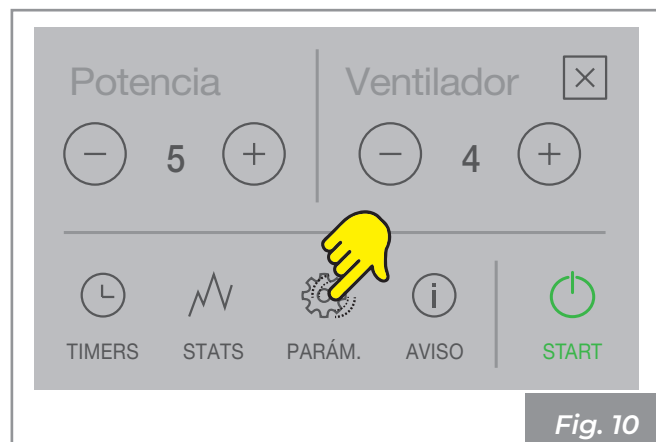 Potencia Ventilador
5 4
TIMERS STATS PARÁM. AVISO START
Fig. 10